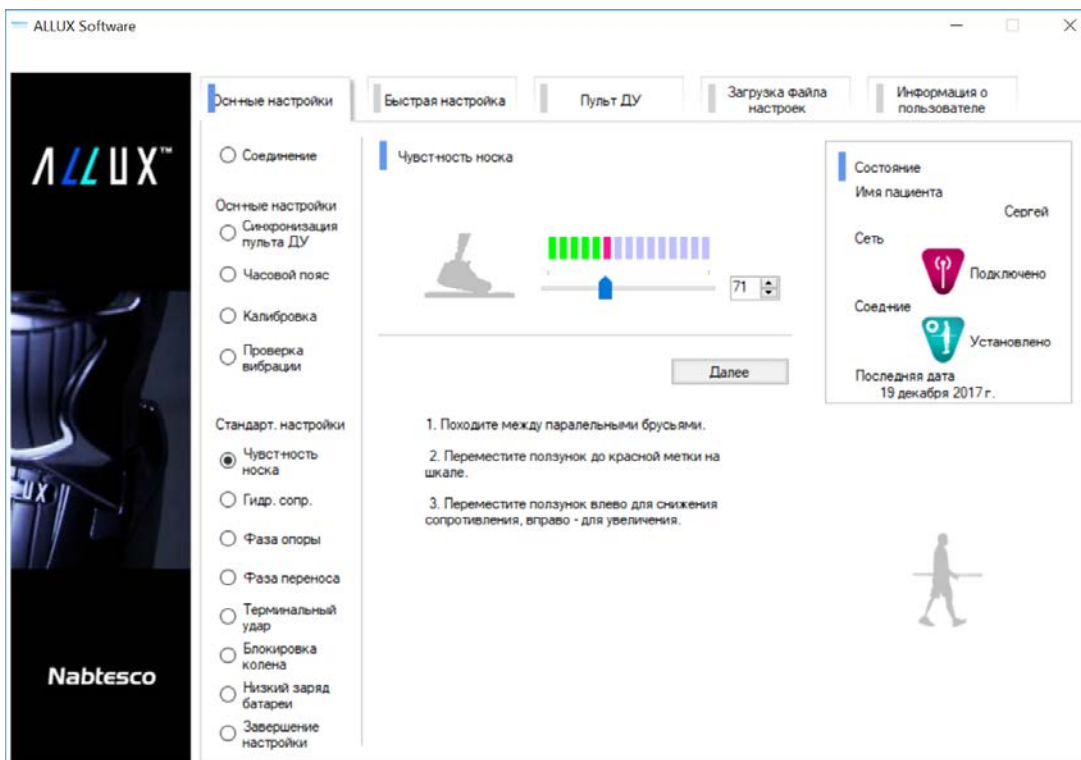 ALLUX Software
ALLUX™
UX
Nabtesco
Осн-ные настройки
Быстрая настройка
Пульт ДУ
Загрузка файла
настроек
Информация о
пользователе
Соединение
Осн-ные настройки
Синхронизация
пульта ДУ
Часовой пояс
Калибровка
Проверка
вибрации
Стандарт. настройки
Чувст-ность
носка
Гидр. сопр.
Фаза опоры
Фаза переноса
Терминальный
удар
Блокировка
колена
Низкий заряд
батареи
Завершение
настройки
Чувст-ность носка
71
Далее
1. Походите между паралельными брусьями.
2. Переместите ползунок до красной метки на
шкале.
3. Переместите ползунок влево для снижения
сопротивления, вправо - для увеличения.
Состояние
Имя пациента
Сергей
Сеть
Подключено
Соед-ние
Установлено
Последняя дата
19 декабря 2017 г.